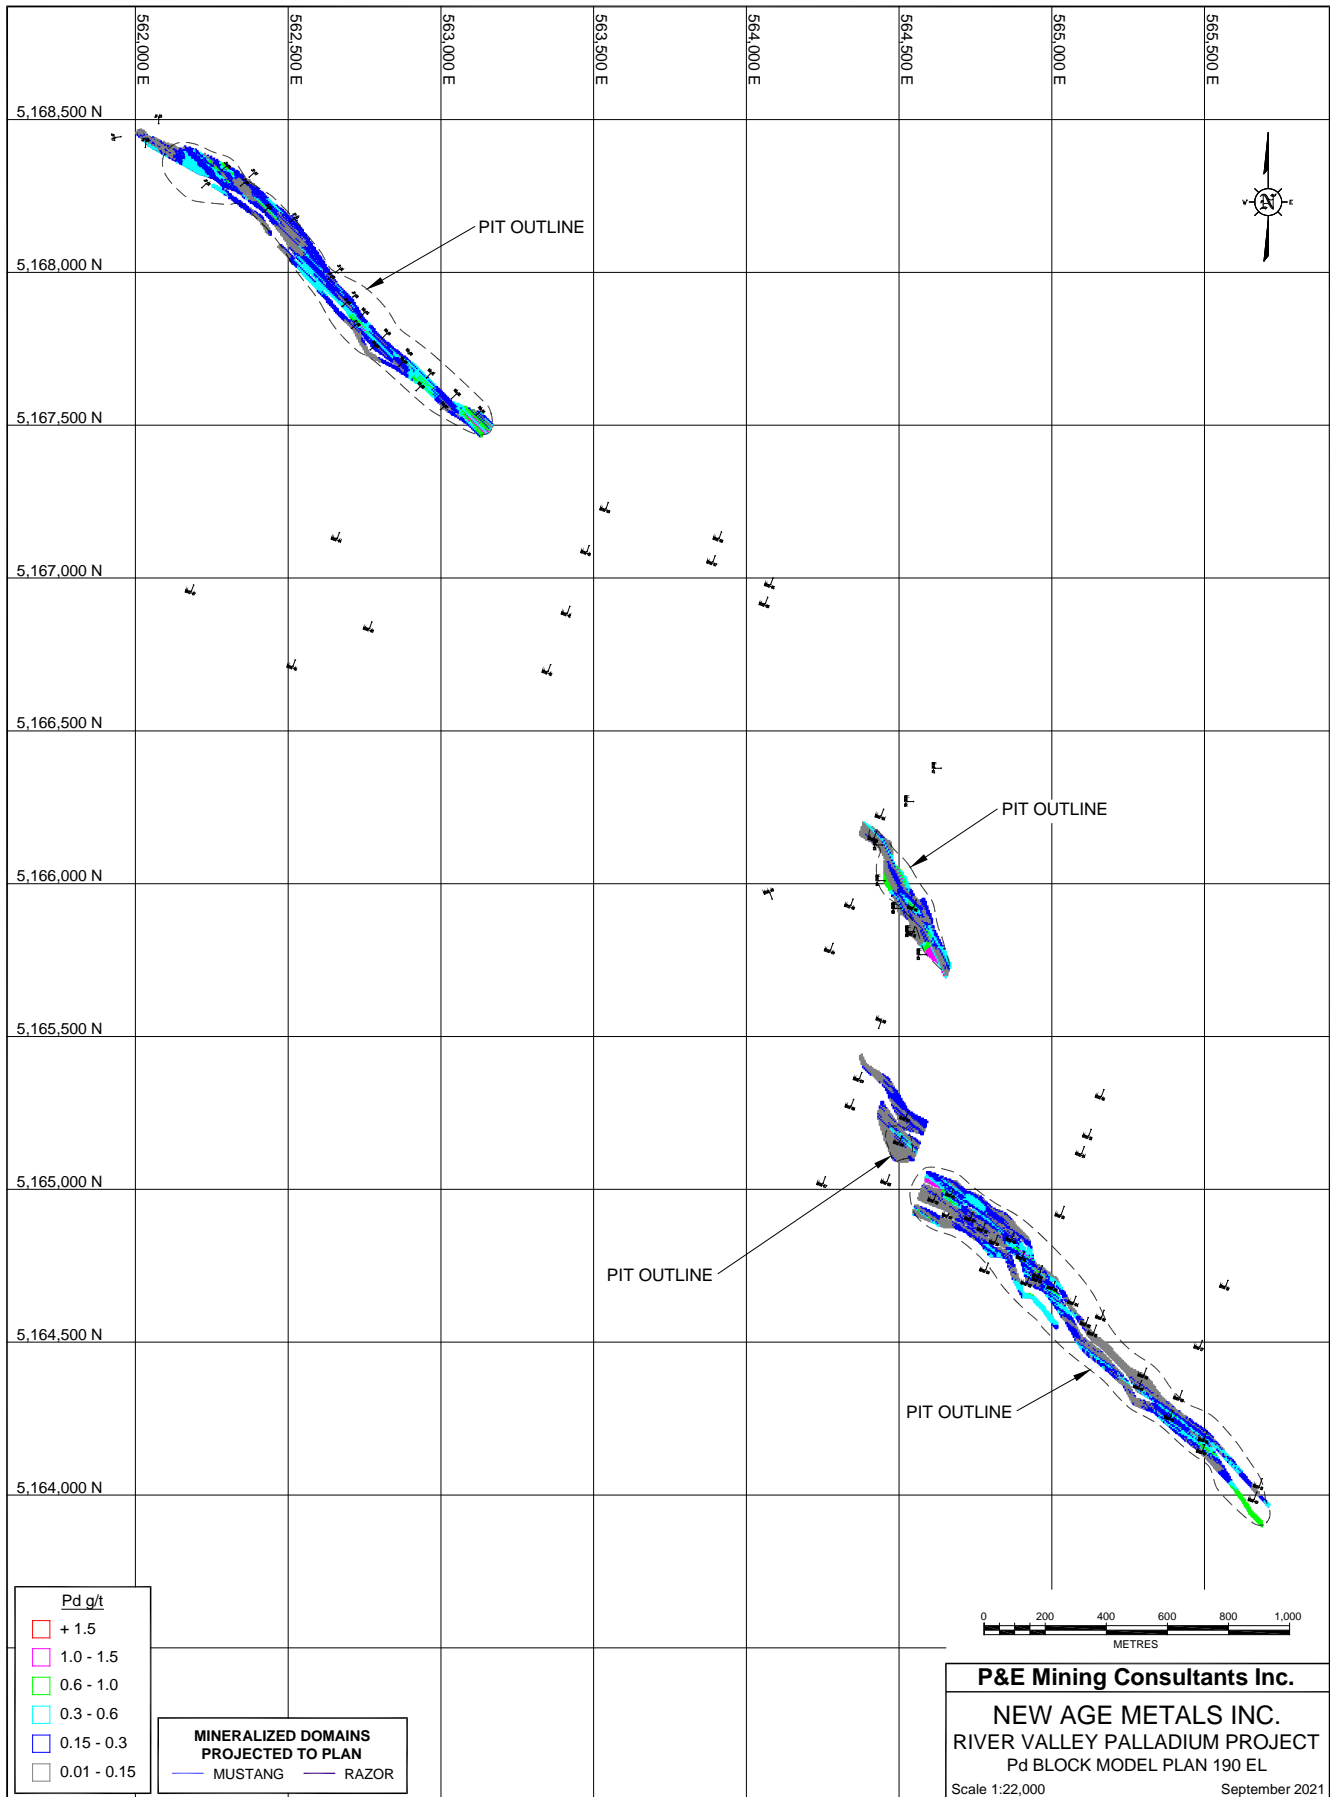 562,000 E
562,500 E
563,000 E
563,500 E
564,000 E
564,500 E
565,000 E
565,500 E
5,168,500 N
N
W
E
PIT OUTLINE
5,168,000 N
5,167,500 N
5,167,000 N
5,166,500 N
PIT OUTLINE
5,166,000 N
5,165,500 N
5,165,000 N
PIT OUTLINE
5,164,500 N
PIT OUTLINE
5,164,000 N
Pd g/t
+ 1.5
1.0 - 1.5
0.6 - 1.0
0.3 - 0.6
0.15 - 0.3
0.01 - 0.15
MINERALIZED DOMAINS
PROJECTED TO PLAN
MUSTANG RAZOR
0 200 400 600 800 1,000
METRES
P&E Mining Consultants Inc.
NEW AGE METALS INC.
RIVER VALLEY PALLADIUM PROJECT
Pd BLOCK MODEL PLAN 190 EL
Scale 1:22,000 September 2021